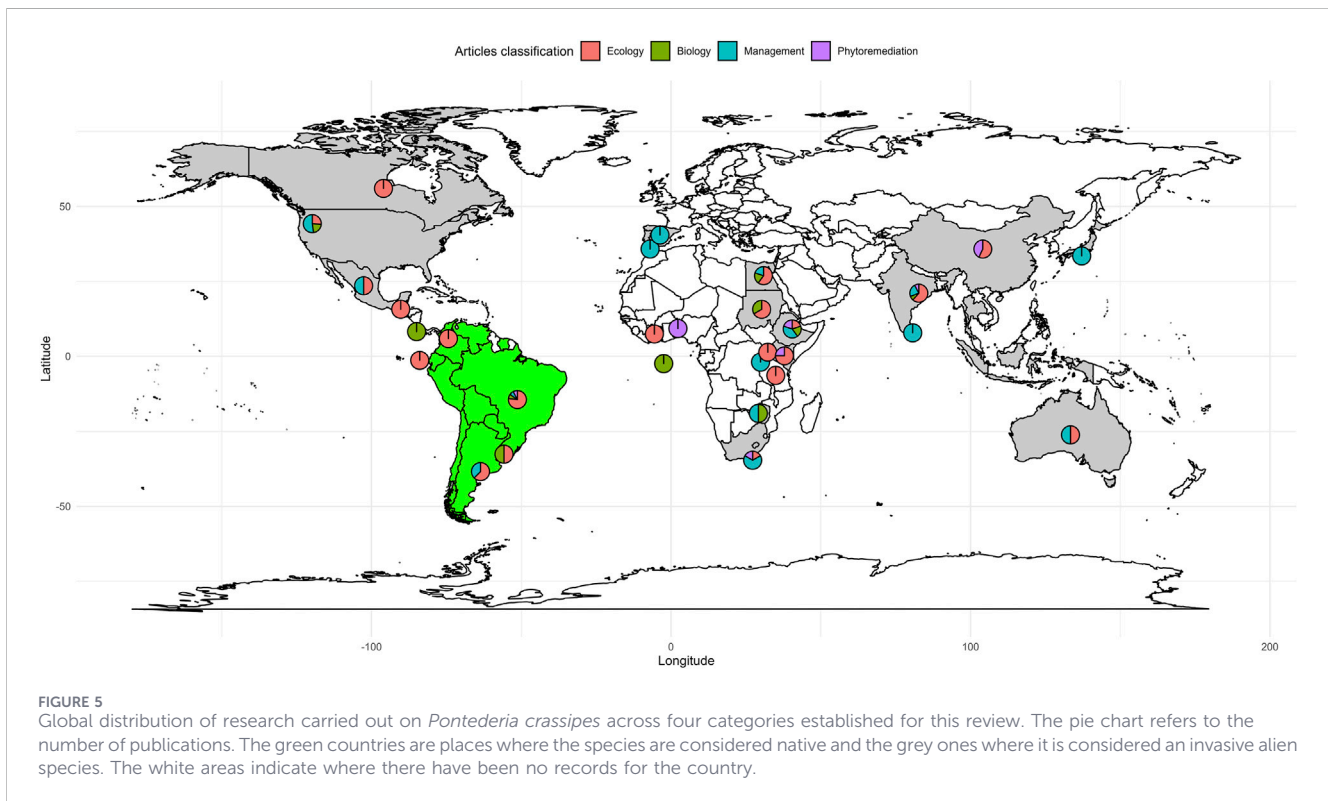 Articles classification Ecology Biology Management Phytoremediation
50
0
-50
Latitude
-100 0 100 200
Longitude
FIGURE 5
Global distribution of research carried out on Pontederia crassipes across four categories established for this review. The pie chart refers to the
number of publications. The green countries are places where the species are considered native and the grey ones where it is considered an invasive alien
species. The white areas indicate where there have been no records for the country.